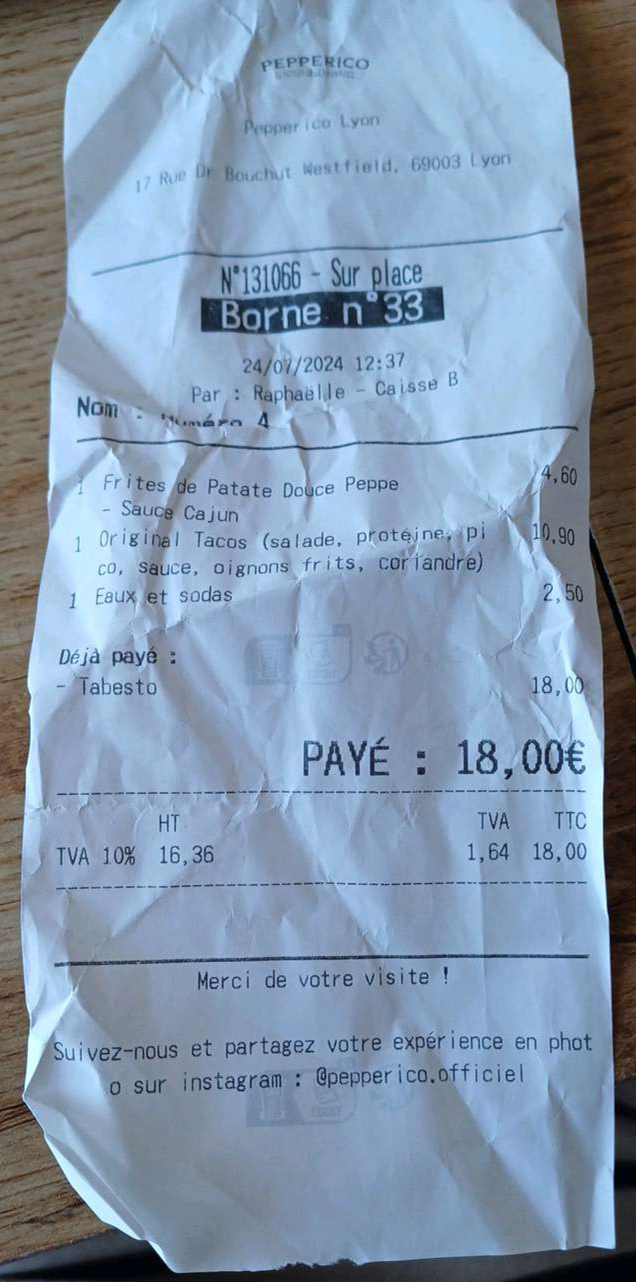 PEPPERICO
Pepperico Lyon
17 Rue Dr Bouchut Westfield, 69003 Lyon
N°131066 - Sur place
Borne n°33
24/07/2024 12:37
Par : Raphaëlle - Caisse B
Nom : Numéro 4
1 Frites de Patate Douce Peppe 4,60
- Sauce Cajun
1 Original Tacos (salade, protéine, pi 10,90
co, sauce, oignons frits, coriandre)
1 Eaux et sodas 2,50
Déjà payé :
- Tabesto 18,00
PAYÉ : 18,00€
HT TVA TTC
TVA 10% 16,36 1,64 18,00
Merci de votre visite !
Suivez-nous et partagez votre expérience en phot
o sur instagram : @pepperico.officiel